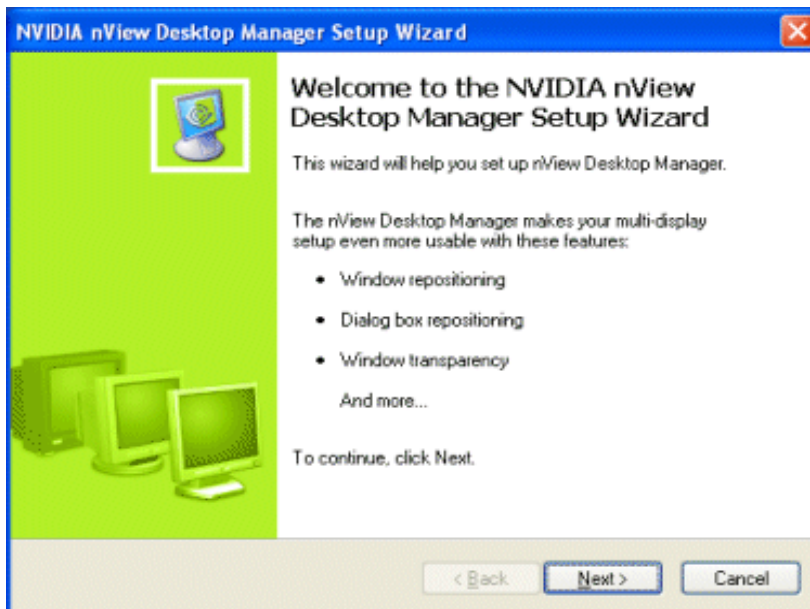 NVIDIA nView Desktop Manager Setup Wizard
Welcome to the NVIDIA nView
Desktop Manager Setup Wizard
This wizard will help you set up nView Desktop Manager.
The nView Desktop Manager makes your multi-display
setup even more usable with these features:
• Window repositioning
• Dialog box repositioning
• Window transparency
And more...
To continue, click Next.
< Back
Next >
Cancel